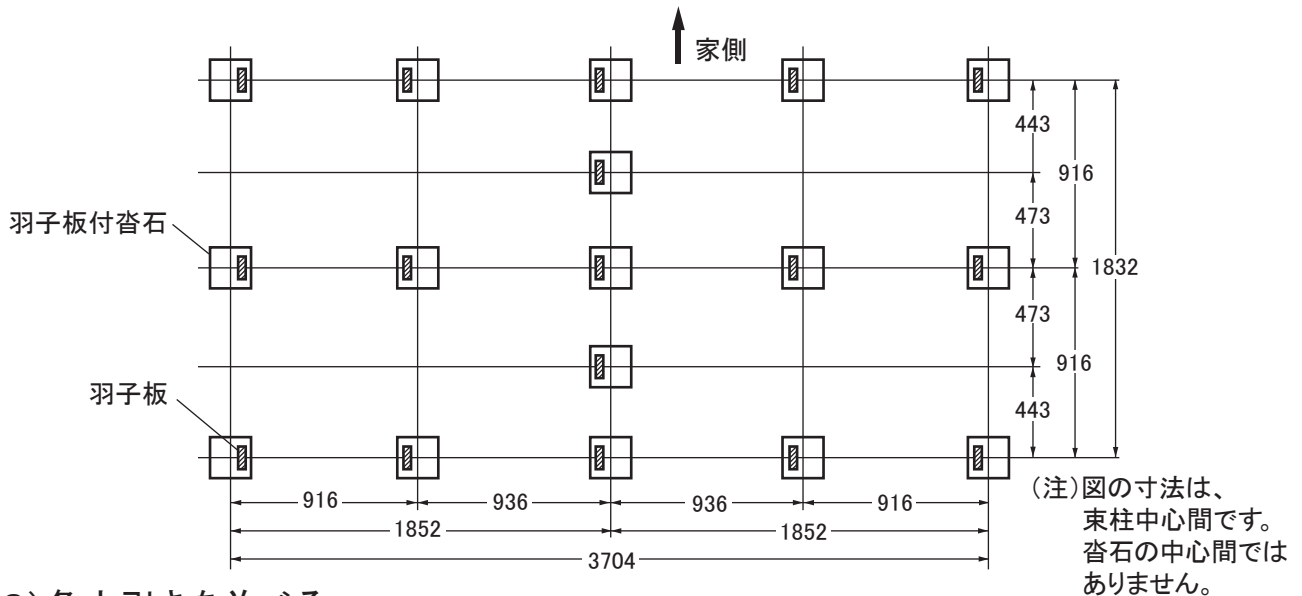 家側
443
916
473
羽子板付沓石
1832
473
916
羽子板
443
916
936
936
916
1852
1852
3704
(注)図の寸法は、
束柱中心間です。
沓石の中心間では
ありません。